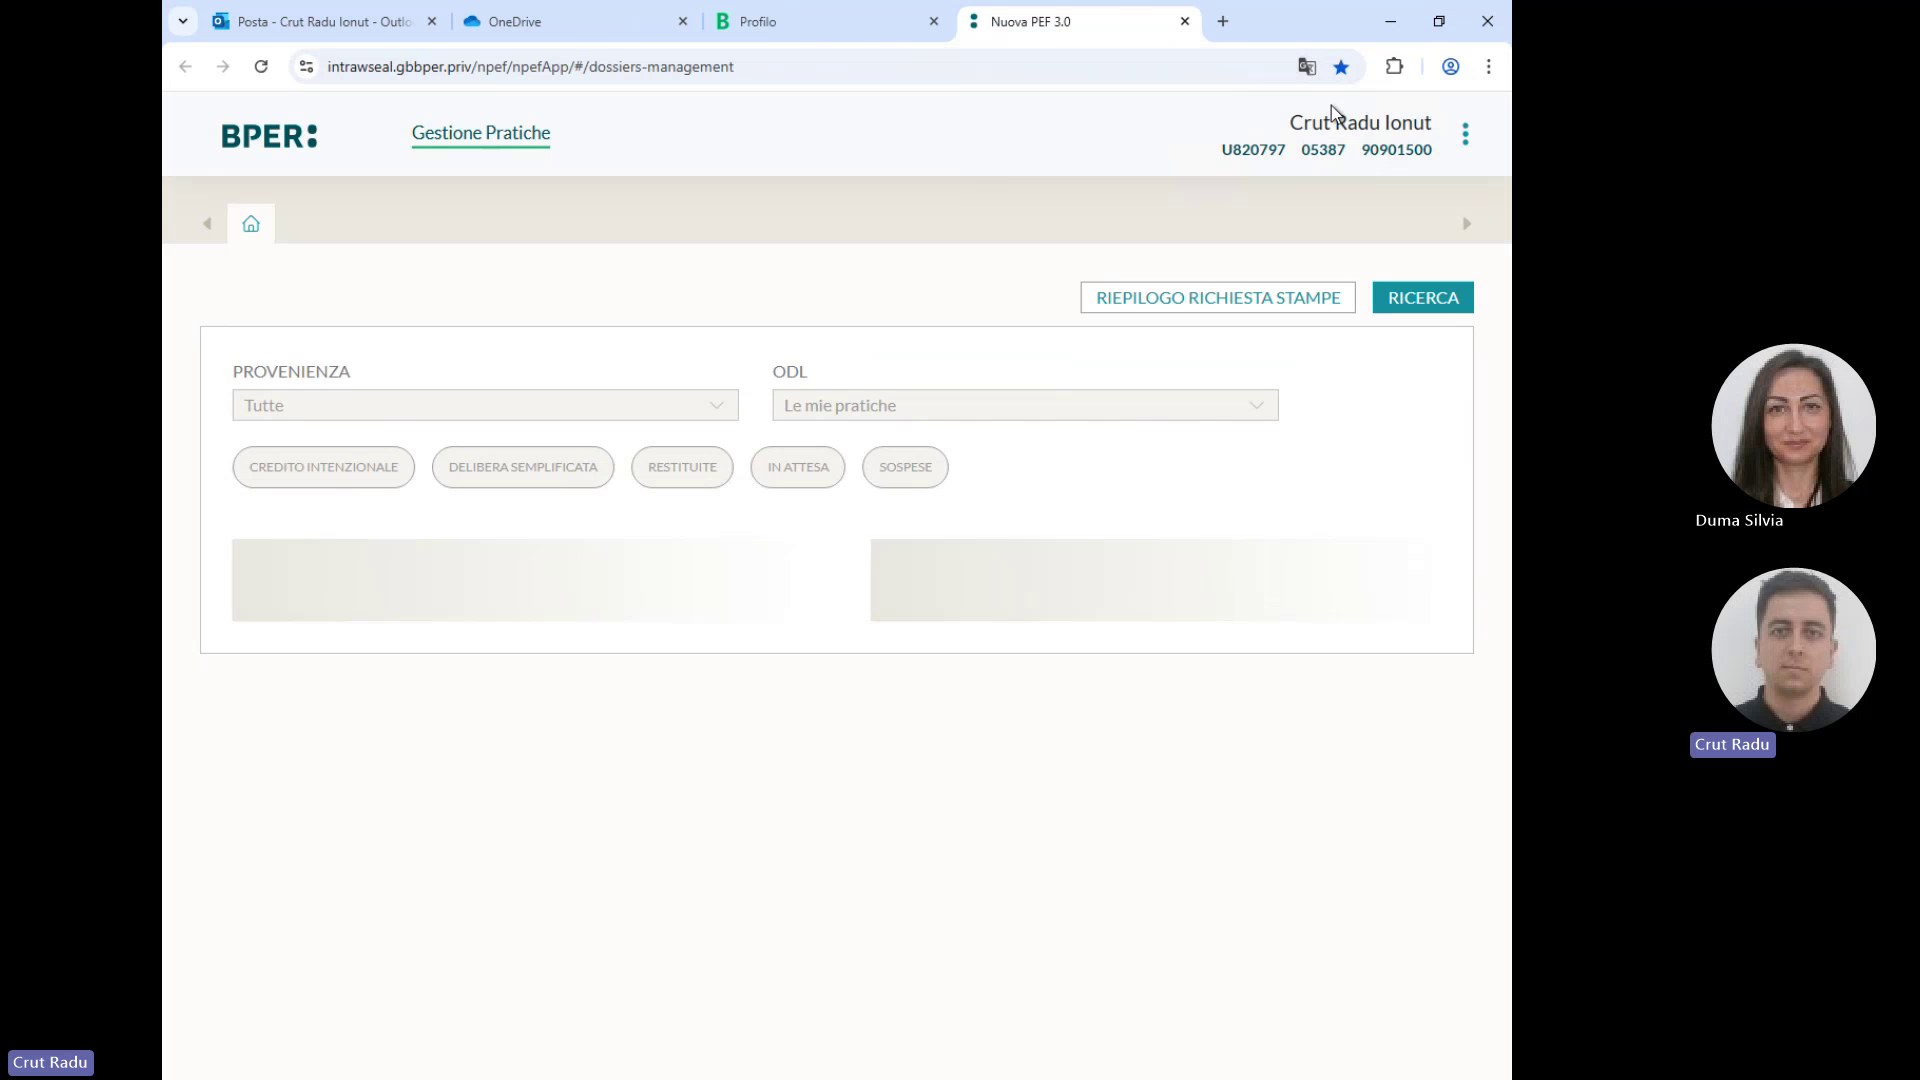 Posta - Crut Radu Ionut - Outlo
OneDrive
Profilo
Nuova PEF 3.0
intrawseal.gbbper.priv/npef/npefApp/#/dossiers-management
BPER:
Gestione Pratiche
Crut Radu Ionut
U820797 05387 90901500
RIEPILOGO RICHIESTA STAMPE
RICERCA
PROVENIENZA
ODL
Tutte
Le mie pratiche
CREDITO INTENZIONALE
DELIBERA SEMPLIFICATA
RESTITUITE
IN ATTESA
SOSPESE
Duma Silvia
Crut Radu
Crut Radu